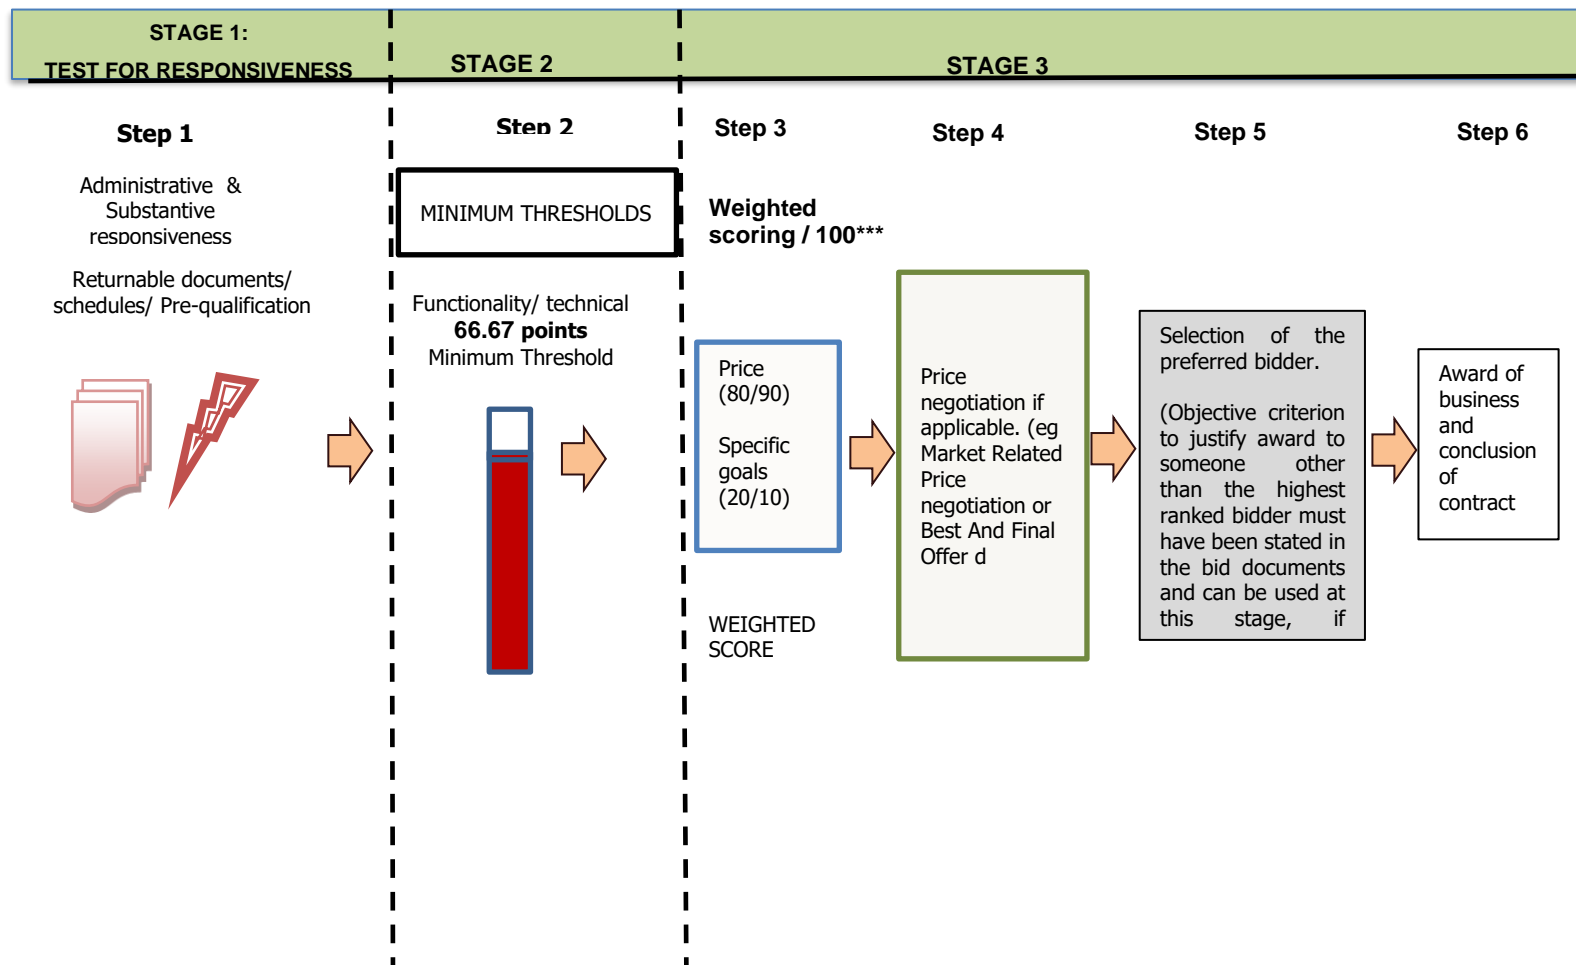 STAGE 1:
TEST FOR RESPONSIVENESS
STAGE 2
STAGE 3
Step 1
Administrative &
Substantive
responsiveness
Returnable documents/
schedules/ Pre-qualification
Step 2
MINIMUM THRESHOLDS
Functionality/ technical
66.67 points
Minimum Threshold
Step 3
Weighted
scoring / 100***
Price
(80/90)
Specific
goals
(20/10)
WEIGHTED
SCORE
Step 4
Price
negotiation if
applicable. (eg
Market Related
Price
negotiation or
Best And Final
Offer d
Step 5
Selection of the
preferred bidder.
(Objective criterion
to justify award to
someone other
than the highest
ranked bidder must
have been stated in
the bid documents
and can be used at
this stage, if
Step 6
Award of
business
and
conclusion
of
contract